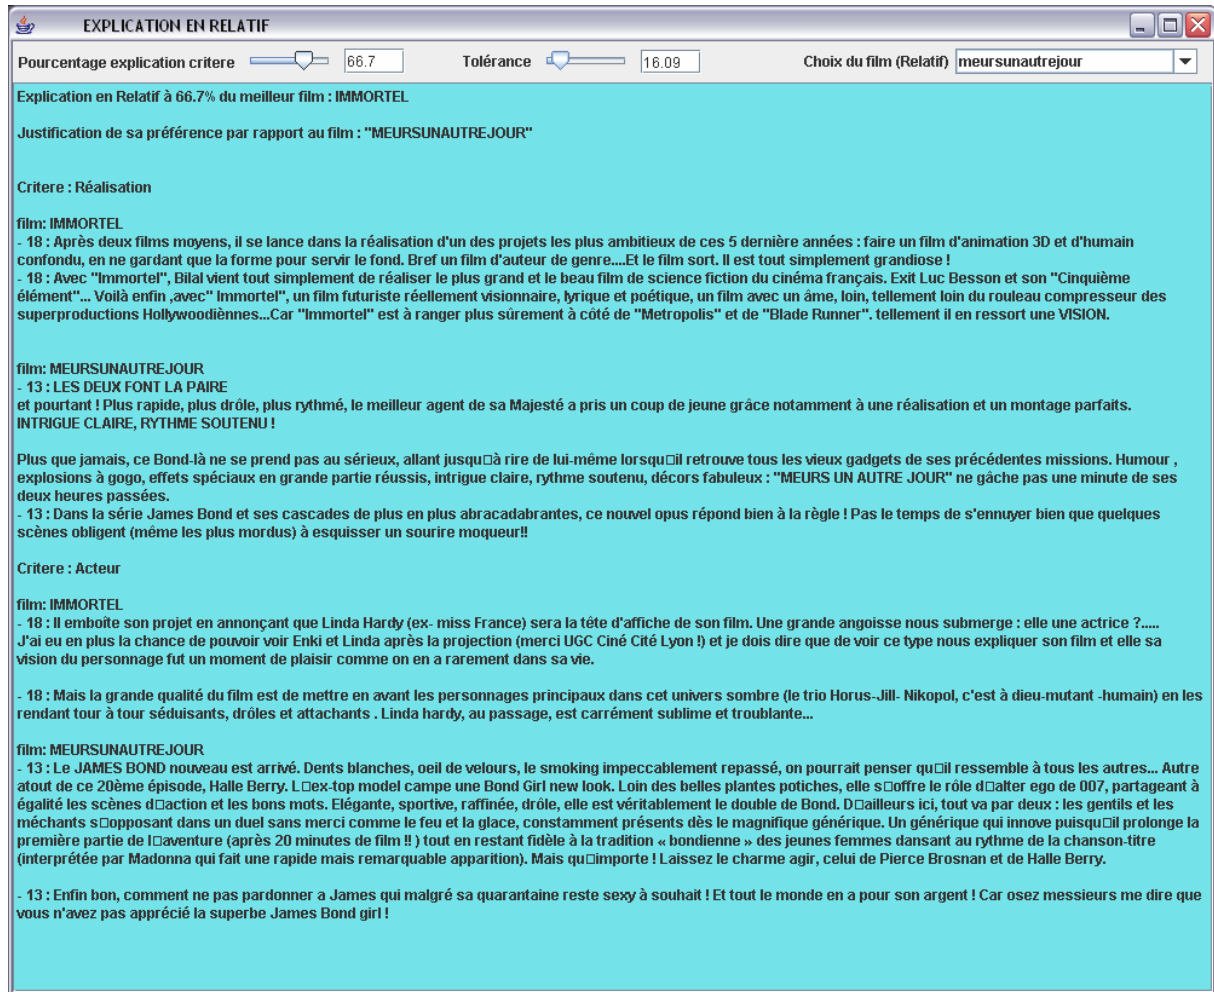 EXPLICATION EN RELATIF
Pourcentage explication critere 66.7 Tolérance 16.09 Choix du film (Relatif) meursunautrejour
Explication en Relatif à 66.7% du meilleur film : IMMORTEL
Justification de sa préférence par rapport au film : "MEURSUNAUTREJOUR"
Critere : Réalisation
film: IMMORTEL
- 18 : Après deux films moyens, il se lance dans la réalisation d'un des projets les plus ambitieux de ces 5 dernière années : faire un film d'animation 3D et d'humain
confondu, en ne gardant que la forme pour servir le fond. Bref un film d'auteur de genre....Et le film sort. Il est tout simplement grandiose !
- 18 : Avec "Immortel", Bilal vient tout simplement de réaliser le plus grand et le beau film de science fiction du cinéma français. Exit Luc Besson et son "Cinquième
élément"... Voilà enfin ,avec" Immortel", un film futuriste réellement visionnaire, lyrique et poétique, un film avec un âme, loin, tellement loin du rouleau compresseur des
superproductions Hollywoodiènnes...Car "Immortel" est à ranger plus sûrement à côté de "Metropolis" et de "Blade Runner". tellement il en ressort une VISION.
film: MEURSUNAUTREJOUR
- 13 : LES DEUX FONT LA PAIRE
et pourtant ! Plus rapide, plus drôle, plus rythmé, le meilleur agent de sa Majesté a pris un coup de jeune grâce notamment à une réalisation et un montage parfaits.
INTRIGUE CLAIRE, RYTHME SOUTENU !
Plus que jamais, ce Bond-là ne se prend pas au sérieux, allant jusqu□à rire de lui-même lorsqu□il retrouve tous les vieux gadgets de ses précédentes missions. Humour ,
explosions à gogo, effets spéciaux en grande partie réussis, intrigue claire, rythme soutenu, décors fabuleux : "MEURS UN AUTRE JOUR" ne gâche pas une minute de ses
deux heures passées.
- 13 : Dans la série James Bond et ses cascades de plus en plus abracadabrantes, ce nouvel opus répond bien à la règle ! Pas le temps de s'ennuyer bien que quelques
scènes obligent (même les plus mordus) à esquisser un sourire moqueur!!
Critere : Acteur
film: IMMORTEL
- 18 : Il emboîte son projet en annonçant que Linda Hardy (ex- miss France) sera la tête d'affiche de son film. Une grande angoisse nous submerge : elle une actrice ?.....
J'ai eu en plus la chance de pouvoir voir Enki et Linda après la projection (merci UGC Ciné Cité Lyon !) et je dois dire que de voir ce type nous expliquer son film et elle sa
vision du personnage fut un moment de plaisir comme on en a rarement dans sa vie.
- 18 : Mais la grande qualité du film est de mettre en avant les personnages principaux dans cet univers sombre (le trio Horus-Jill- Nikopol, c'est à dieu-mutant -humain) en les
rendant tour à tour séduisants, drôles et attachants . Linda hardy, au passage, est carrément sublime et troublante...
film: MEURSUNAUTREJOUR
- 13 : Le JAMES BOND nouveau est arrivé. Dents blanches, oeil de velours, le smoking impeccablement repassé, on pourrait penser qu□il ressemble à tous les autres... Autre
atout de ce 20ème épisode, Halle Berry. L□ex-top model campe une Bond Girl new look. Loin des belles plantes potiches, elle s□offre le rôle d□alter ego de 007, partageant à
égalité les scènes d□action et les bons mots. Elégante, sportive, raffinée, drôle, elle est véritablement le double de Bond. D□ailleurs ici, tout va par deux : les gentils et les
méchants s□opposant dans un duel sans merci comme le feu et la glace, constamment présents dès le magnifique générique. Un générique qui innove puisqu□il prolonge la
première partie de l□aventure (après 20 minutes de film !! ) tout en restant fidèle à la tradition « bondienne » des jeunes femmes dansant au rythme de la chanson-titre
(interprétée par Madonna qui fait une rapide mais remarquable apparition). Mais qu□importe ! Laissez le charme agir, celui de Pierce Brosnan et de Halle Berry.
- 13 : Enfin bon, comment ne pas pardonner a James qui malgré sa quarantaine reste sexy à souhait ! Et tout le monde en a pour son argent ! Car osez messieurs me dire que
vous n'avez pas apprécié la superbe James Bond girl !